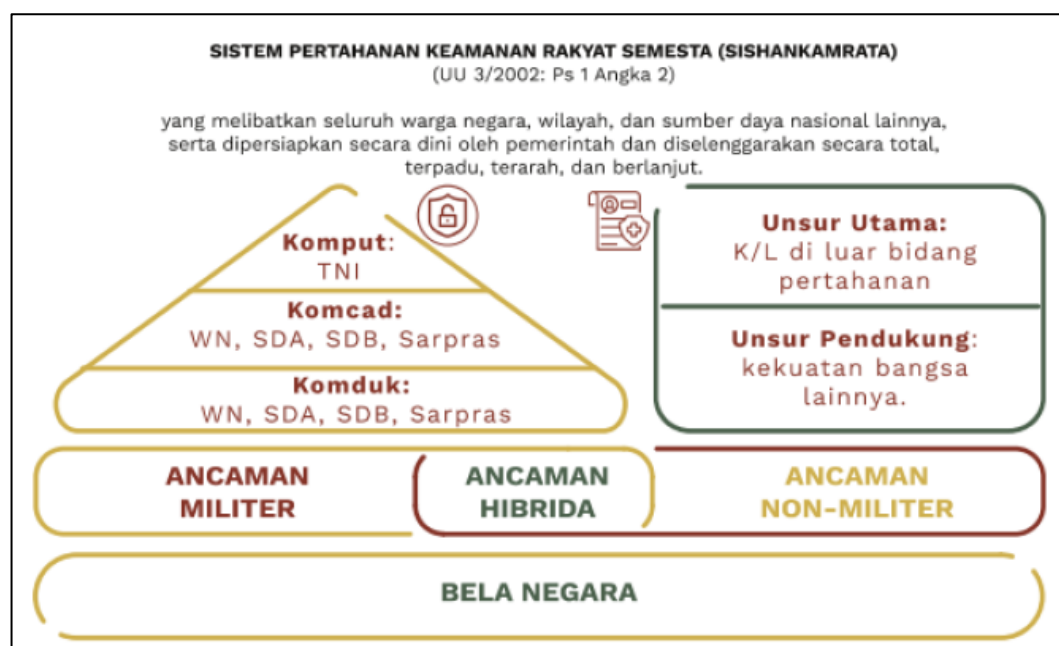 SISTEM PERTAHANAN KEAMANAN RAKYAT SEMESTA (SISHANKAMRATA)
(UU 3/2002: Ps 1 Angka 2)
yang melibatkan seluruh warga negara, wilayah, dan sumber daya nasional lainnya,
serta dipersiapkan secara dini oleh pemerintah dan diselenggarakan secara total,
terpadu, terarah, dan berlanjut.
Komput:
TNI
Komcad:
WN, SDA, SDB, Sarpras
Komduk:
WN, SDA, SDB, Sarpras
Unsur Utama:
K/L di luar bidang
pertahanan
Unsur Pendukung:
kekuatan bangsa
lainnya.
ANCAMAN
MILITER
ANCAMAN
HIBRIDA
ANCAMAN
NON-MILITER
BELA NEGARA